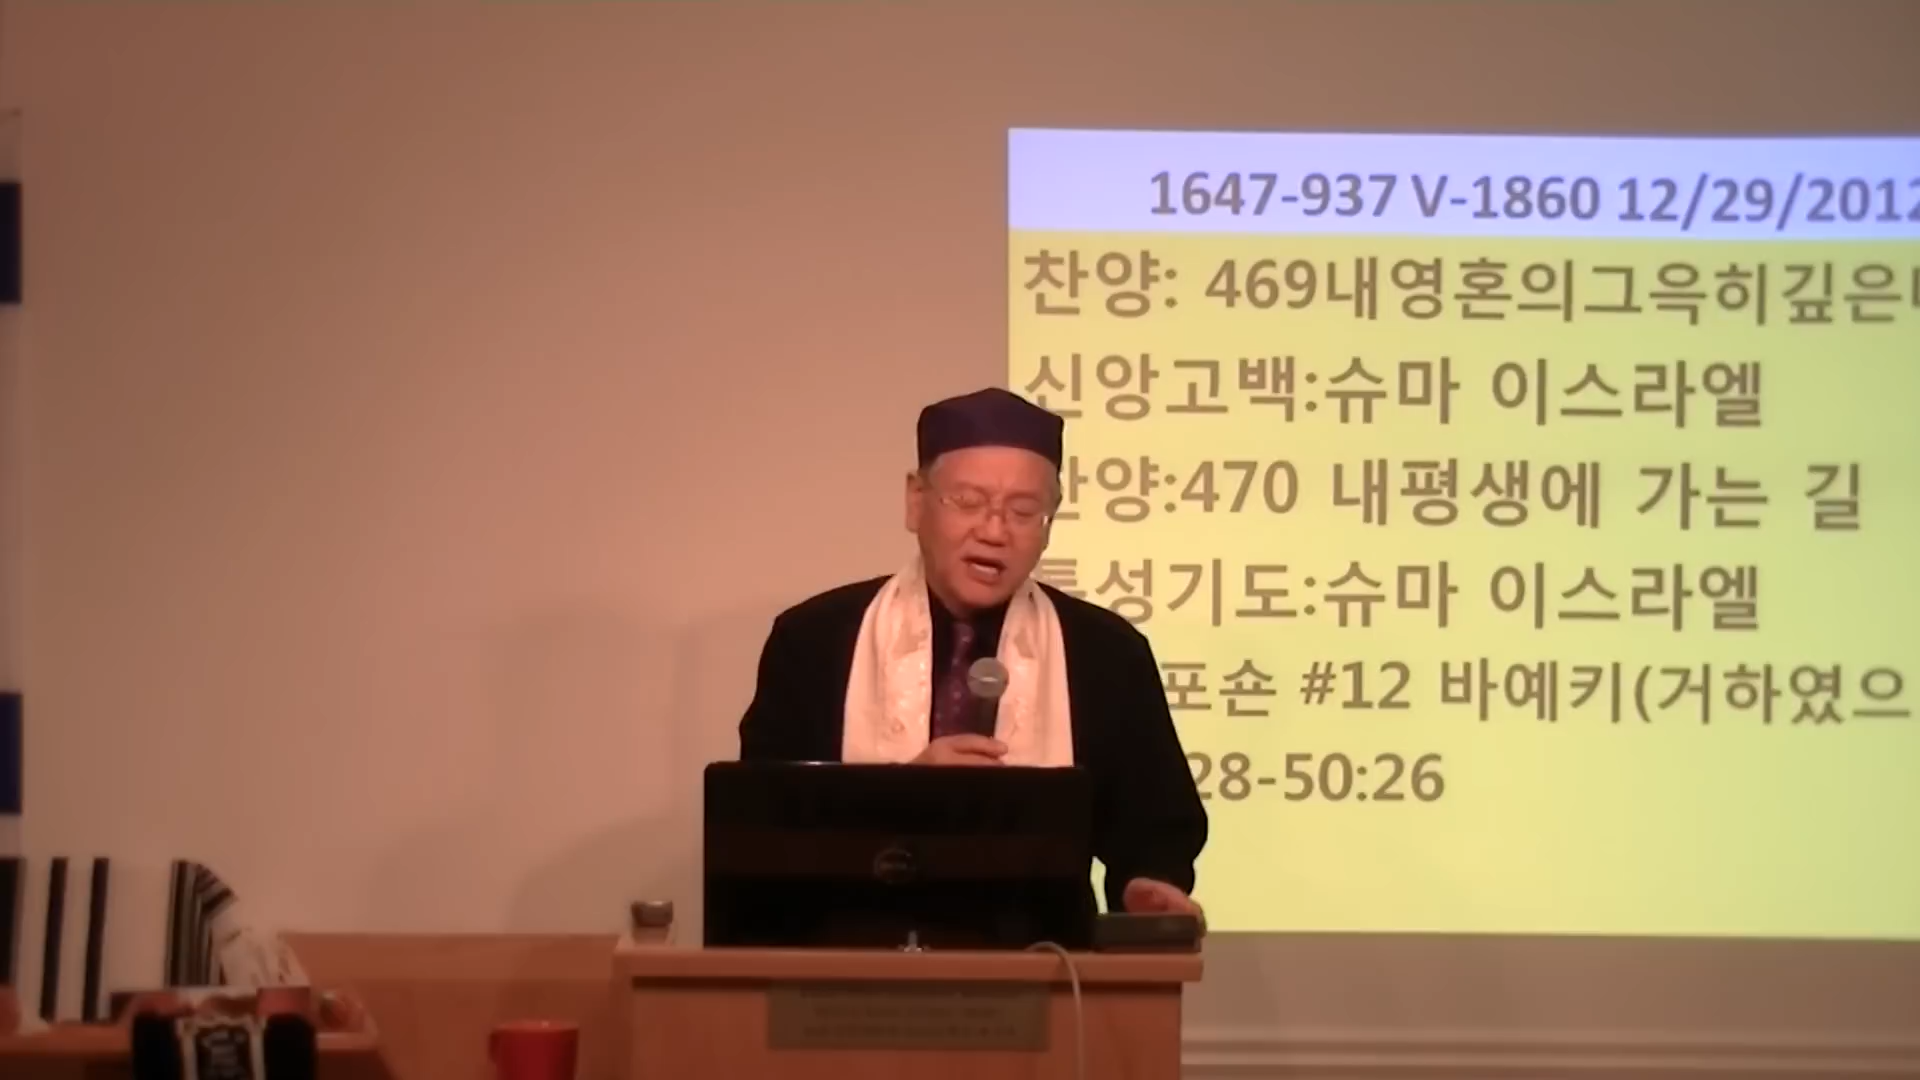 1647-937 V-1860 12/29/2012
찬양: 469내영혼의그윽히깊은
신앙고백:슈마 이스라엘
찬양:470 내평생에 가는 길
통성기도:슈마 이스라엘
포숀 #12 바예키(거하였으
28-50:26